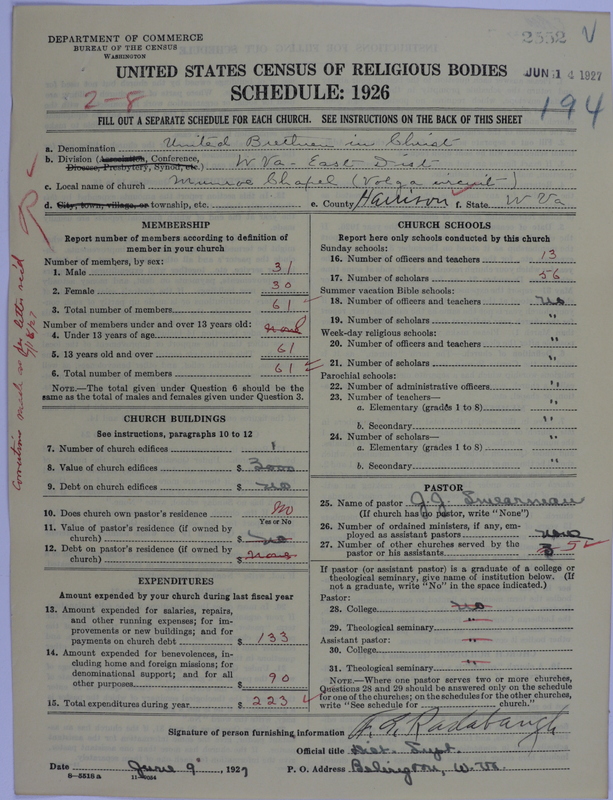 DEPARTMENT OF COMMERCE
BUREAU OF THE CENSUS
WASHINGTON
2552
UNITED STATES CENSUS OF RELIGIOUS BODIES
JUN 14 1927
SCHEDULE: 1926
2-8
194
FILL OUT A SEPARATE SCHEDULE FOR EACH CHURCH. SEE INSTRUCTIONS ON THE BACK OF THIS SHEET
a. Denomination United Brethren in Christ
b. Division (Association, Conference, Diocese, Presbytery, Synod, etc.) W Va - East Dist
c. Local name of church Munroe Chapel (Volga circuit)
d. City, town, village, or township, etc. e. County Harrison f. State W Va
MEMBERSHIP
Report number of members according to definition of member in your church
Number of members, by sex:
1. Male 31
2. Female 30
3. Total number of members 61
Number of members under and over 13 years old:
4. Under 13 years of age none
5. 13 years old and over 61
6. Total number of members 61
NOTE.—The total given under Question 6 should be the same as the total of males and females given under Question 3.
CHURCH BUILDINGS
See instructions, paragraphs 10 to 12
7. Number of church edifices 1
8. Value of church edifices $ 3000
9. Debt on church edifices $ no
10. Does church own pastor's residence no
Yes or No
11. Value of pastor's residence (if owned by church) $ no
12. Debt on pastor's residence (if owned by church) $ none
EXPENDITURES
Amount expended by your church during last fiscal year
13. Amount expended for salaries, repairs, and other running expenses; for improvements or new buildings; and for payments on church debt $ 133
14. Amount expended for benevolences, including home and foreign missions; for denominational support; and for all other purposes $ 90
15. Total expenditures during year $ 223
CHURCH SCHOOLS
Report here only schools conducted by this church
Sunday schools:
16. Number of officers and teachers 13
17. Number of scholars 56
Summer vacation Bible schools:
18. Number of officers and teachers no
19. Number of scholars "
Week-day religious schools:
20. Number of officers and teachers "
21. Number of scholars "
Parochial schools:
22. Number of administrative officers "
23. Number of teachers—
a. Elementary (grades 1 to 8) "
b. Secondary "
24. Number of scholars—
a. Elementary (grades 1 to 8) "
b. Secondary "
PASTOR
25. Name of pastor J. J.
(If church has no pastor, write "None")
26. Number of ordained ministers, if any, employed as assistant pastors none
27. Number of other churches served by the pastor or his assistants 5
If pastor (or assistant pastor) is a graduate of a college or theological seminary, give name of institution below. (If not a graduate, write "No" in the space indicated.)
Pastor:
28. College no
29. Theological seminary "
Assistant pastor:
30. College "
31. Theological seminary "
NOTE.—Where one pastor serves two or more churches, Questions 28 and 29 should be answered only on the schedule for one of the churches; on the schedules for the other churches, write "See schedule for church."
Signature of person furnishing information Radabaugh
Official title Dist. Supt.
Date June 9, 1927
P. O. Address Belington, W. Va.
8-5518 a
Corrections made as per letter rec'd